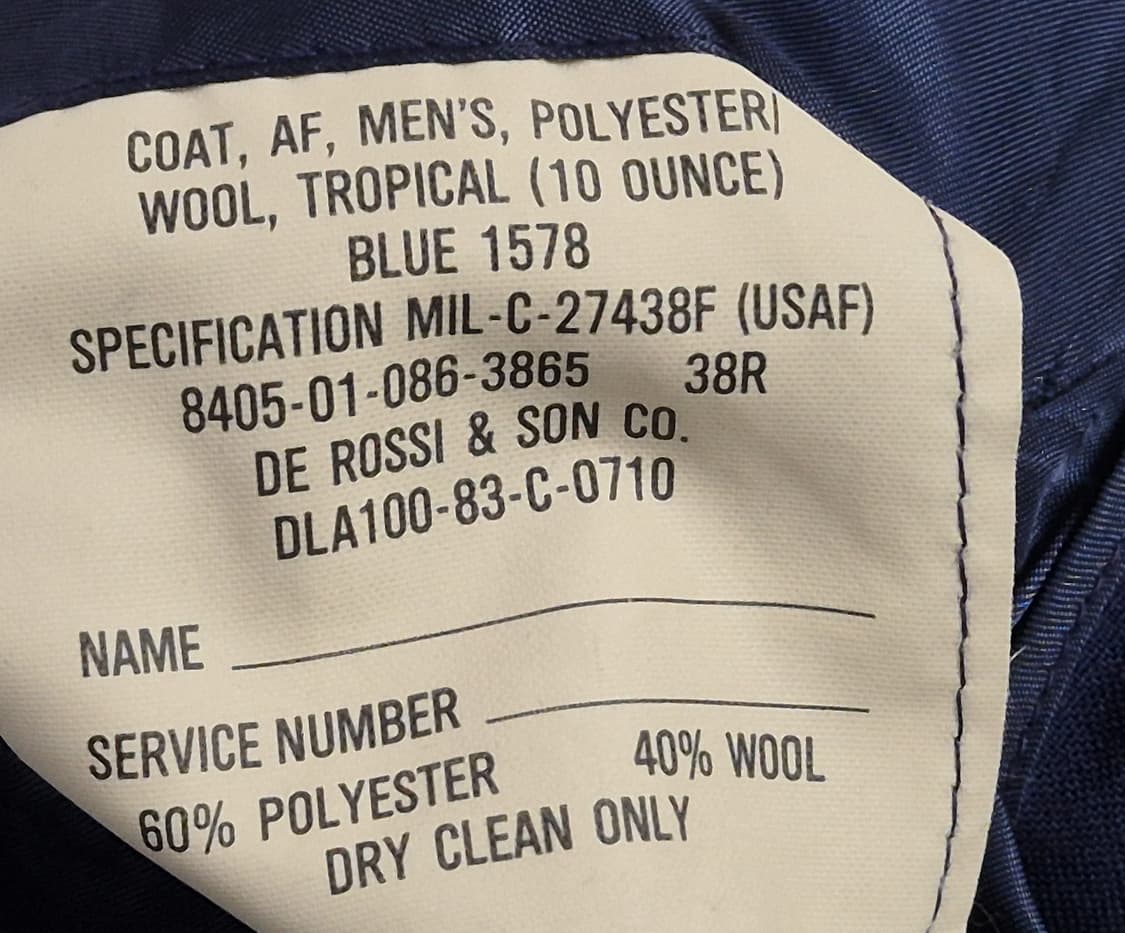 COAT, AF, MEN'S, POLYESTER/
WOOL, TROPICAL (10 OUNCE)
BLUE 1578
SPECIFICATION MIL-C-27438F (USAF)
8405-01-086-3865 38R
DE ROSSI & SON CO.
DLA100-83-C-0710
NAME
SERVICE NUMBER
60% POLYESTER 40% WOOL
DRY CLEAN ONLY